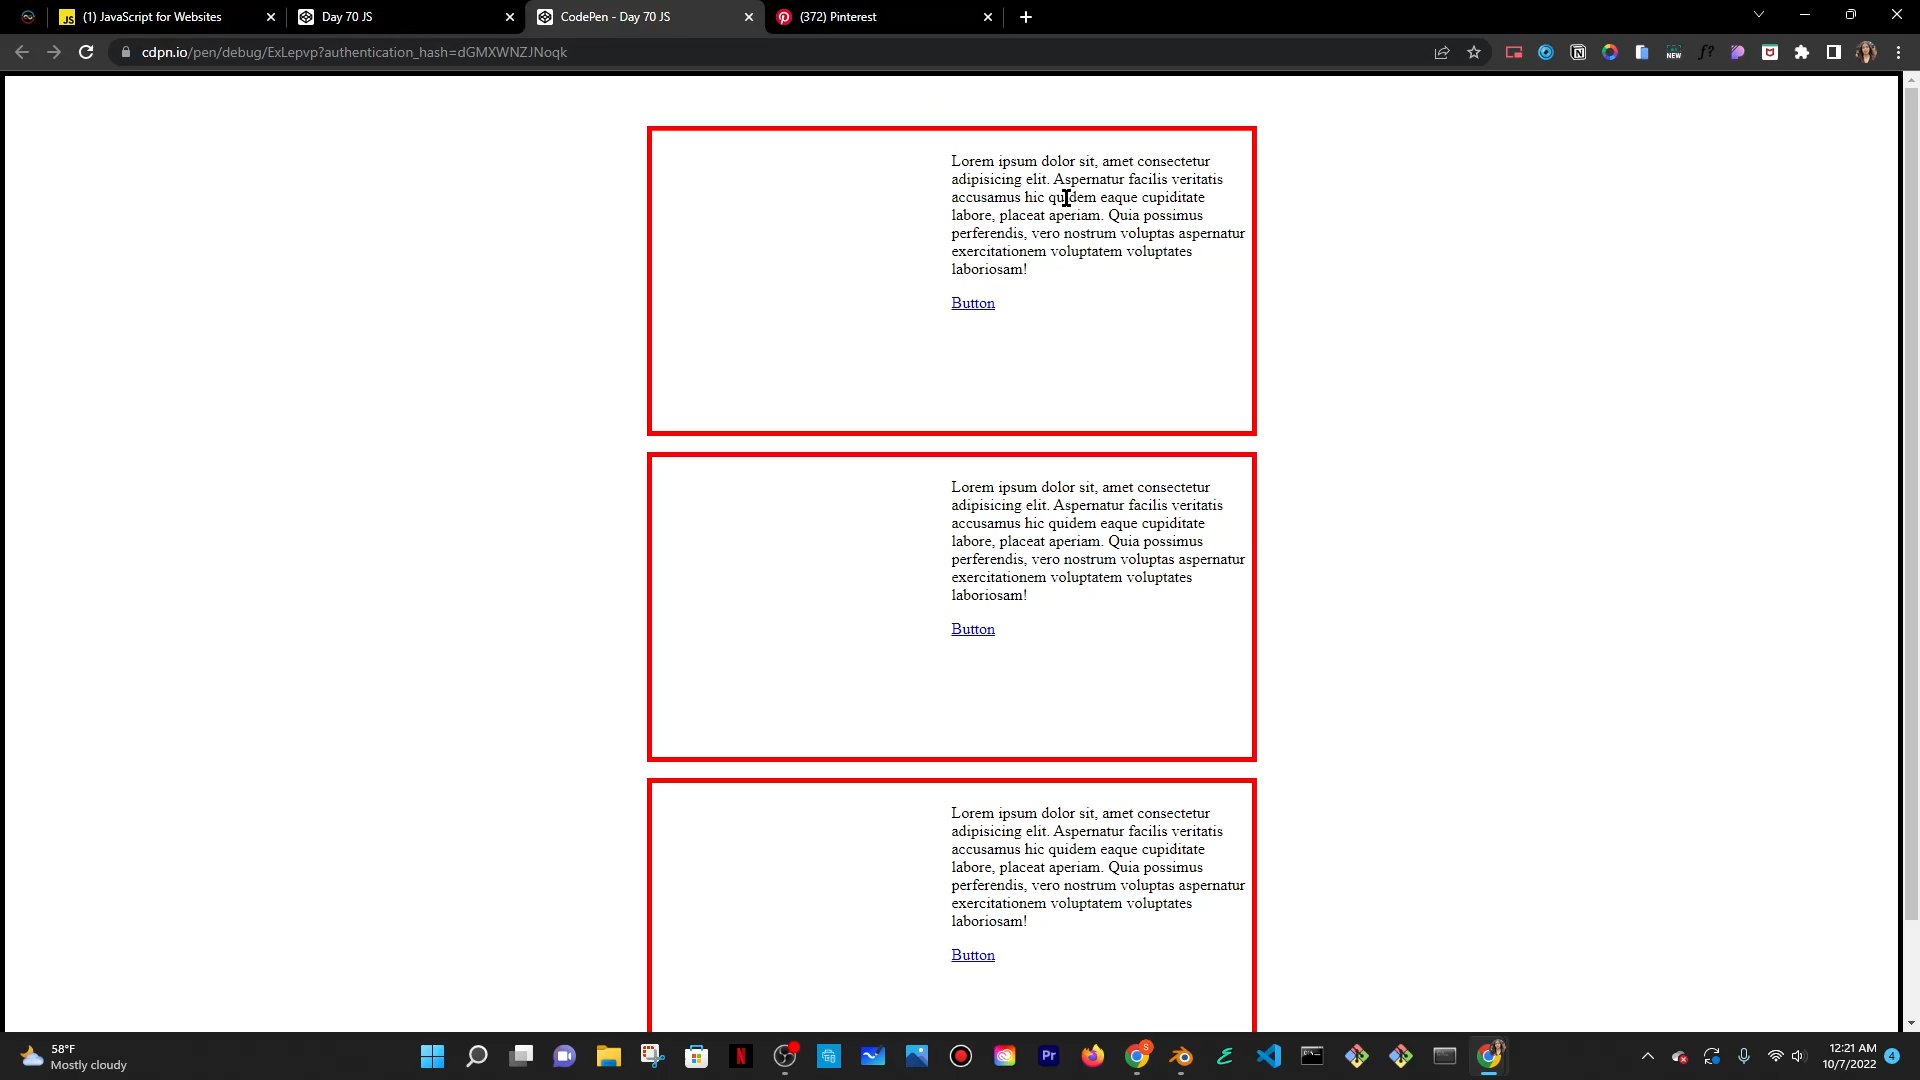 (1) JavaScript for Websites
Day 70 JS
CodePen - Day 70 JS
(372) Pinterest
cdpn.io/pen/debug/ExLepvp?authentication_hash=dGMXWNZJNoqk
Lorem ipsum dolor sit, amet consectetur
adipisicing elit. Aspernatur facilis veritatis
accusamus hic quidem eaque cupiditate
labore, placeat aperiam. Quia possimus
perferendis, vero nostrum voluptas aspernatur
exercitationem voluptatem voluptates
laboriosam!
Button
Lorem ipsum dolor sit, amet consectetur
adipisicing elit. Aspernatur facilis veritatis
accusamus hic quidem eaque cupiditate
labore, placeat aperiam. Quia possimus
perferendis, vero nostrum voluptas aspernatur
exercitationem voluptatem voluptates
laboriosam!
Button
Lorem ipsum dolor sit, amet consectetur
adipisicing elit. Aspernatur facilis veritatis
accusamus hic quidem eaque cupiditate
labore, placeat aperiam. Quia possimus
perferendis, vero nostrum voluptas aspernatur
exercitationem voluptatem voluptates
laboriosam!
Button
58°F
Mostly cloudy
12:21 AM
10/7/2022
4